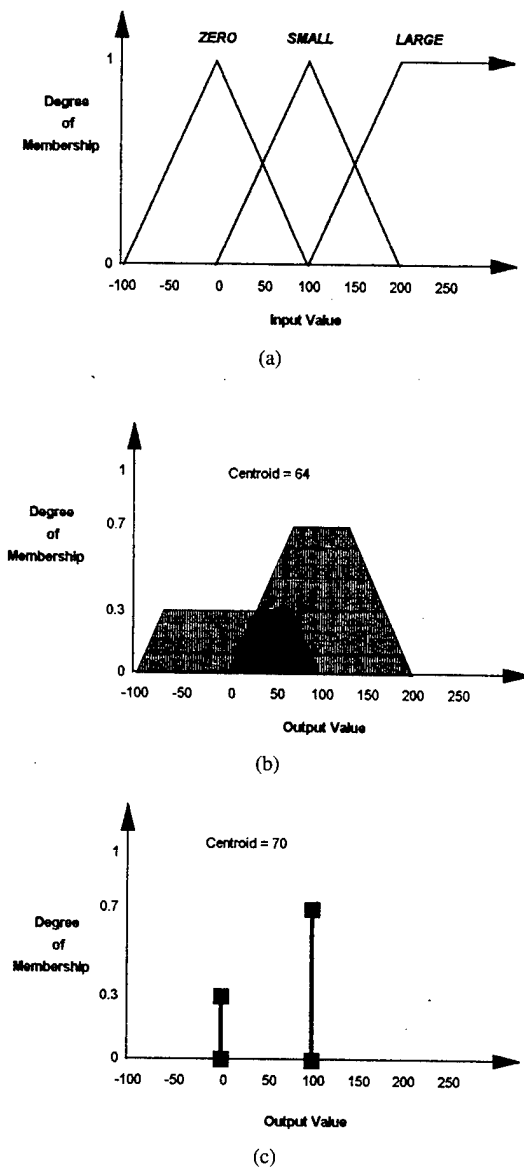 ZERO SMALL LARGE
1
Degree
of
Membership
0
-100 -50 0 50 100 150 200 250
Input Value
(a)
1
Centroid = 64
0.7
Degree
of
Membership
0.3
0
-100 -50 0 50 100 150 200 250
Output Value
(b)
1
Centroid = 70
0.7
Degree
of
Membership
0.3
0
-100 -50 0 50 100 150 200 250
Output Value
(c)